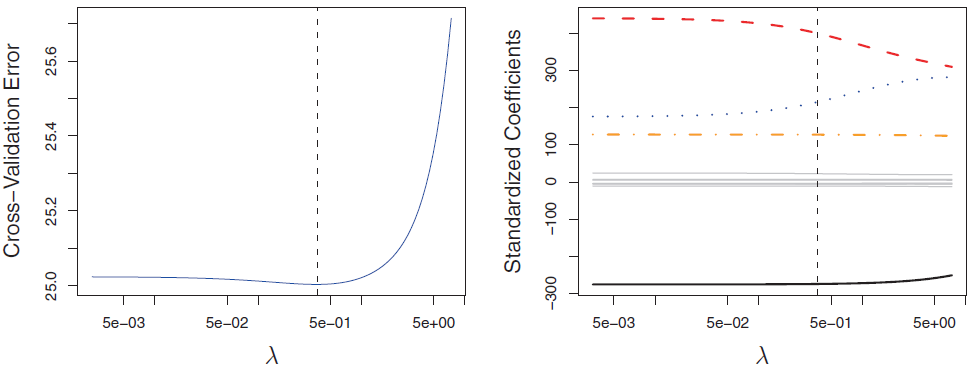 Cross−Validation Error
25.0 25.2 25.4 25.6
5e−03 5e−02 5e−01 5e+00
λ
Standardized Coefficients
−300 −100 0 100 300
5e−03 5e−02 5e−01 5e+00
λ